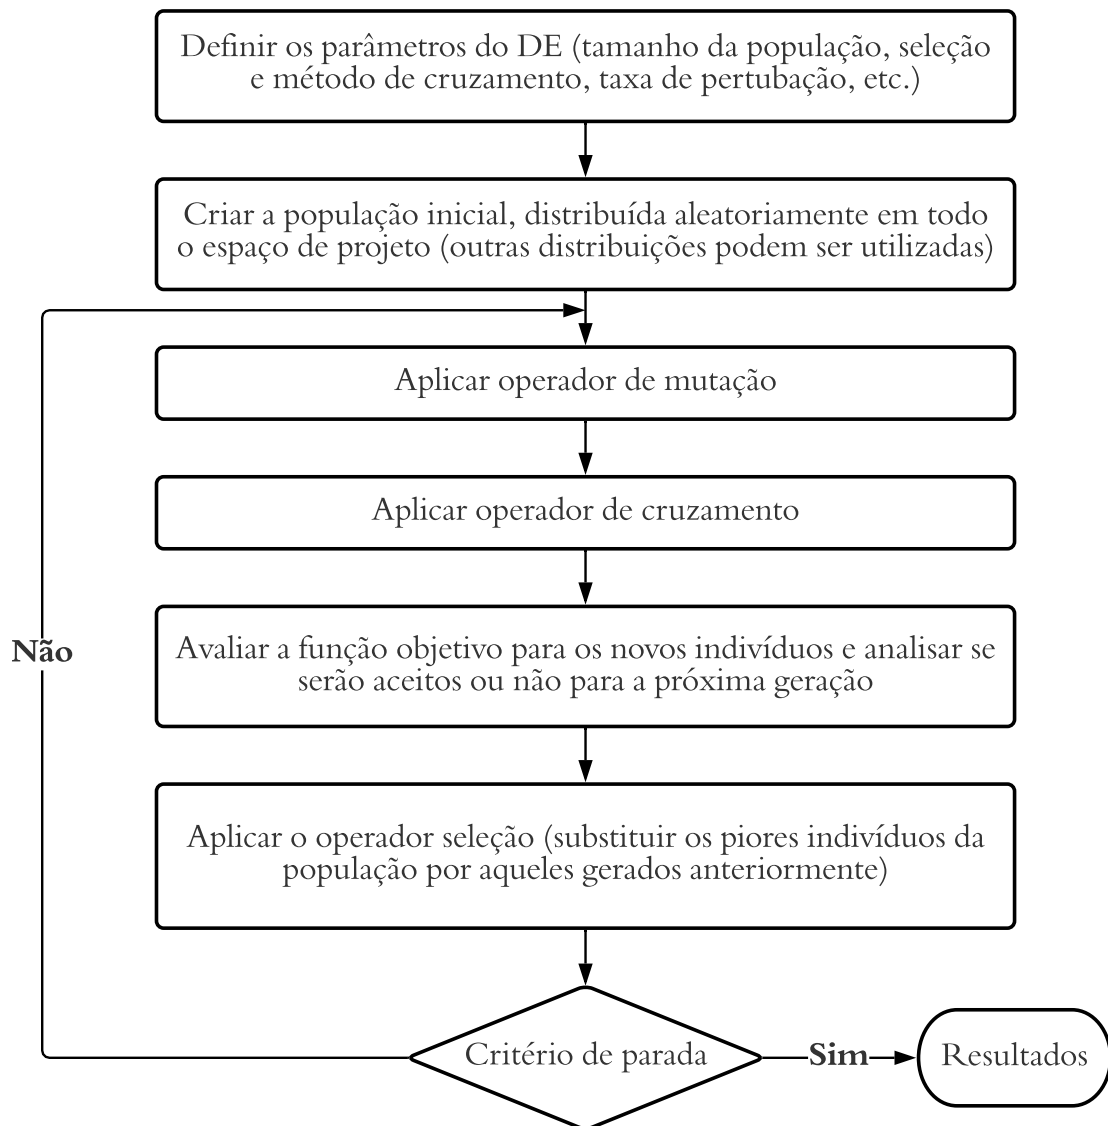 Definir os parâmetros do DE (tamanho da população, seleção
e método de cruzamento, taxa de pertubação, etc.)
Criar a população inicial, distribuída aleatoriamente em todo
o espaço de projeto (outras distribuições podem ser utilizadas)
Aplicar operador de mutação
Aplicar operador de cruzamento
Avaliar a função objetivo para os novos indivíduos e analisar se
serão aceitos ou não para a próxima geração
Não
Aplicar o operador seleção (substituir os piores indivíduos da
população por aqueles gerados anteriormente)
Critério de parada
Sim
Resultados